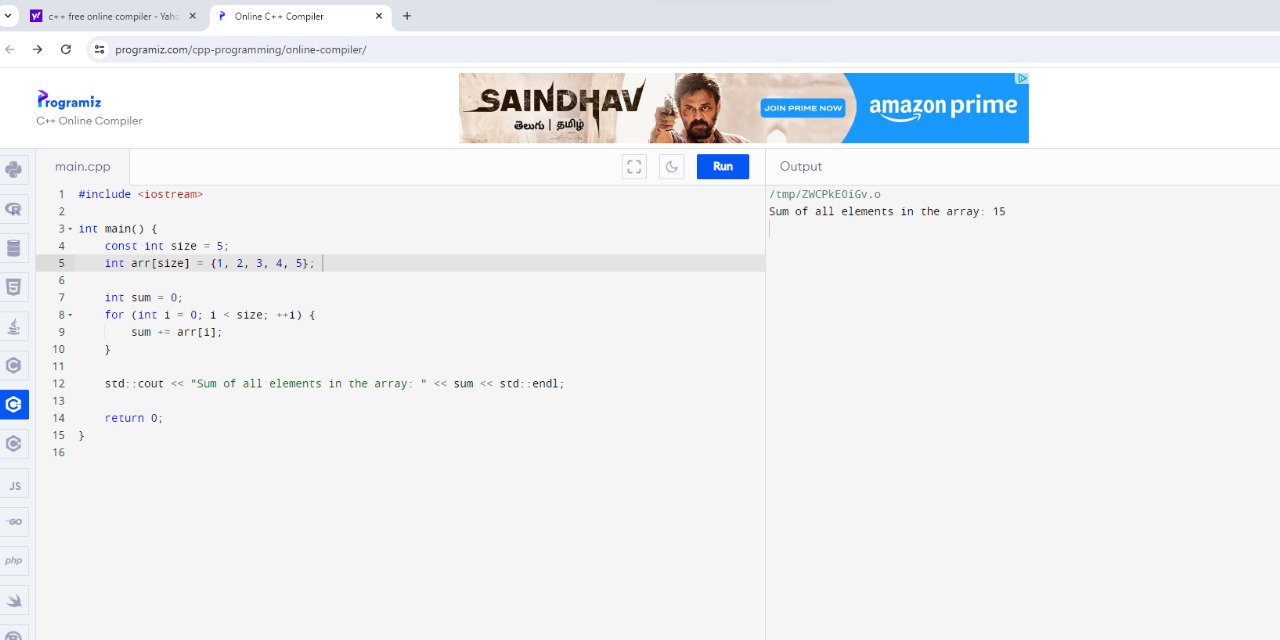 c++ free online compiler - Yaho
Online C++ Compiler
programiz.com/cpp-programming/online-compiler/
Programiz
C++ Online Compiler
SAINDHAV
తెలుగు | தமிழ்
JOIN PRIME NOW
amazon prime
main.cpp
Run
Output
1 #include <iostream>
2
3 int main() {
4 const int size = 5;
5 int arr[size] = {1, 2, 3, 4, 5};
6
7 int sum = 0;
8 for (int i = 0; i < size; ++i) {
9 sum += arr[i];
10 }
11
12 std::cout << "Sum of all elements in the array: " << sum << std::endl;
13
14 return 0;
15 }
16
/tmp/ZWCPkEOiGv.o
Sum of all elements in the array: 15
JS
GO
php